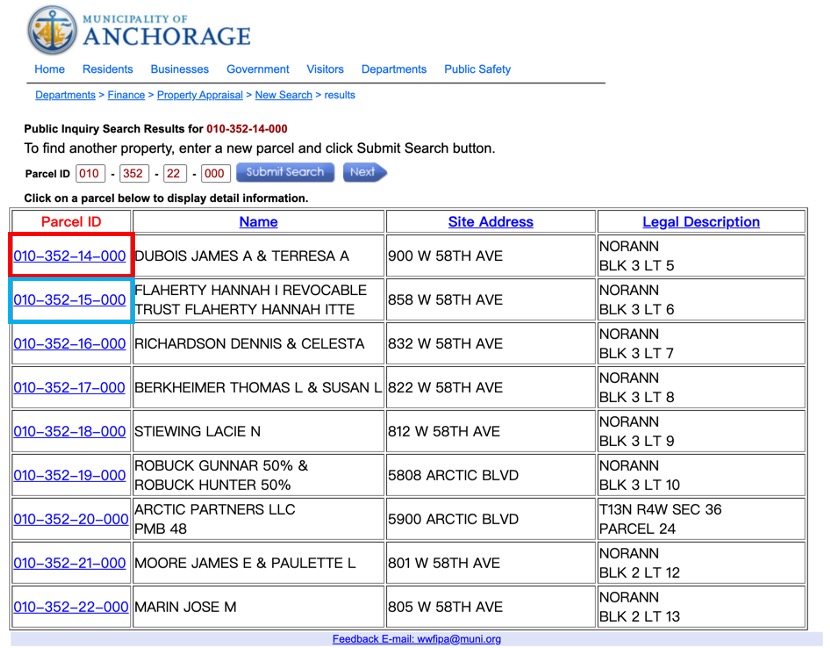 MUNICIPALITY OF
ANCHORAGE
Home Residents Businesses Government Visitors Departments Public Safety
Departments > Finance > Property Appraisal > New Search > results
Public Inquiry Search Results for 010-352-14-000
To find another property, enter a new parcel and click Submit Search button.
Parcel ID 010 - 352 - 22 - 000 Submit Search Next
Click on a parcel below to display detail information.
Parcel ID Name Site Address Legal Description
010-352-14-000 DUBOIS JAMES A & TERRESA A 900 W 58TH AVE NORANN
BLK 3 LT 5
010-352-15-000 FLAHERTY HANNAH I REVOCABLE 858 W 58TH AVE NORANN
TRUST FLAHERTY HANNAH ITTE BLK 3 LT 6
010-352-16-000 RICHARDSON DENNIS & CELESTA 832 W 58TH AVE NORANN
BLK 3 LT 7
010-352-17-000 BERKHEIMER THOMAS L & SUSAN L 822 W 58TH AVE NORANN
BLK 3 LT 8
010-352-18-000 STIEWING LACIE N 812 W 58TH AVE NORANN
BLK 3 LT 9
010-352-19-000 ROBUCK GUNNAR 50% & 5808 ARCTIC BLVD NORANN
ROBUCK HUNTER 50% BLK 3 LT 10
010-352-20-000 ARCTIC PARTNERS LLC 5900 ARCTIC BLVD T13N R4W SEC 36
PMB 48 PARCEL 24
010-352-21-000 MOORE JAMES E & PAULETTE L 801 W 58TH AVE NORANN
BLK 2 LT 12
010-352-22-000 MARIN JOSE M 805 W 58TH AVE NORANN
BLK 2 LT 13
Feedback E-mail: wwfipa@muni.org